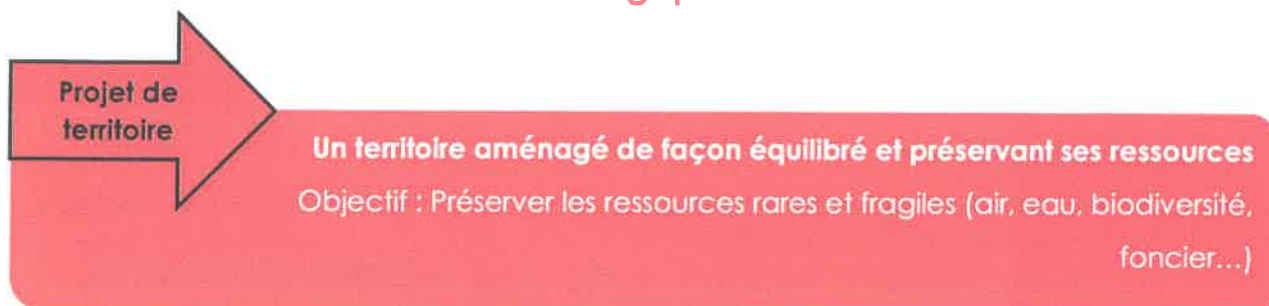 Projet de
territoire
Un territoire aménagé de façon équilibré et préservant ses ressources
Objectif : Préserver les ressources rares et fragiles (air, eau, biodiversité,
foncier...)